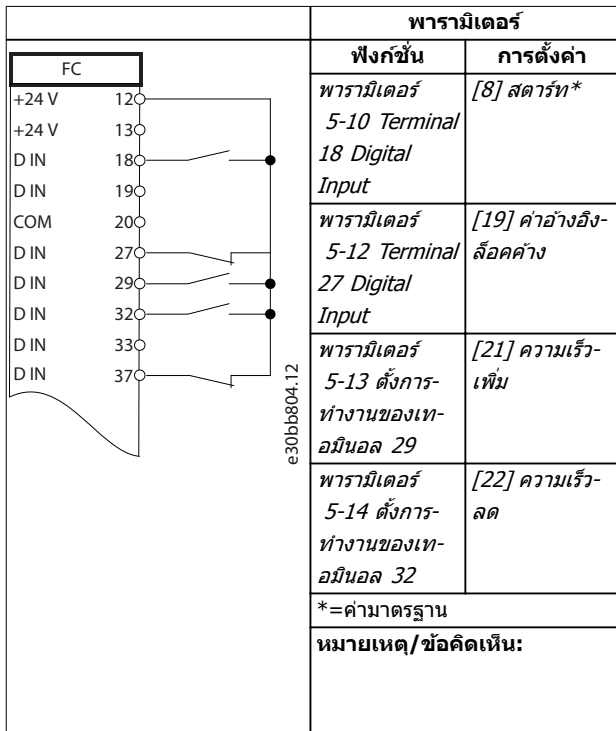 FC
+24 V 12
+24 V 13
D IN 18
D IN 19
COM 20
D IN 27
D IN 29
D IN 32
D IN 33
D IN 37
e30bb804.12
พารามิเตอร์
ฟังก์ชั่น การตั้งค่า
พารามิเตอร์ [8] สตาร์ท*
5-10 Terminal
18 Digital
Input
พารามิเตอร์ [19] ค่าอ้างอิง-
5-12 Terminal ล็อคค้าง
27 Digital
Input
พารามิเตอร์ [21] ความเร็ว-
5-13 ตั้งการ- เพิ่ม
ทำงานของเท-
อมินอล 29
พารามิเตอร์ [22] ความเร็ว-
5-14 ตั้งการ- ลด
ทำงานของเท-
อมินอล 32
*=ค่ามาตรฐาน
หมายเหตุ/ข้อคิดเห็น: